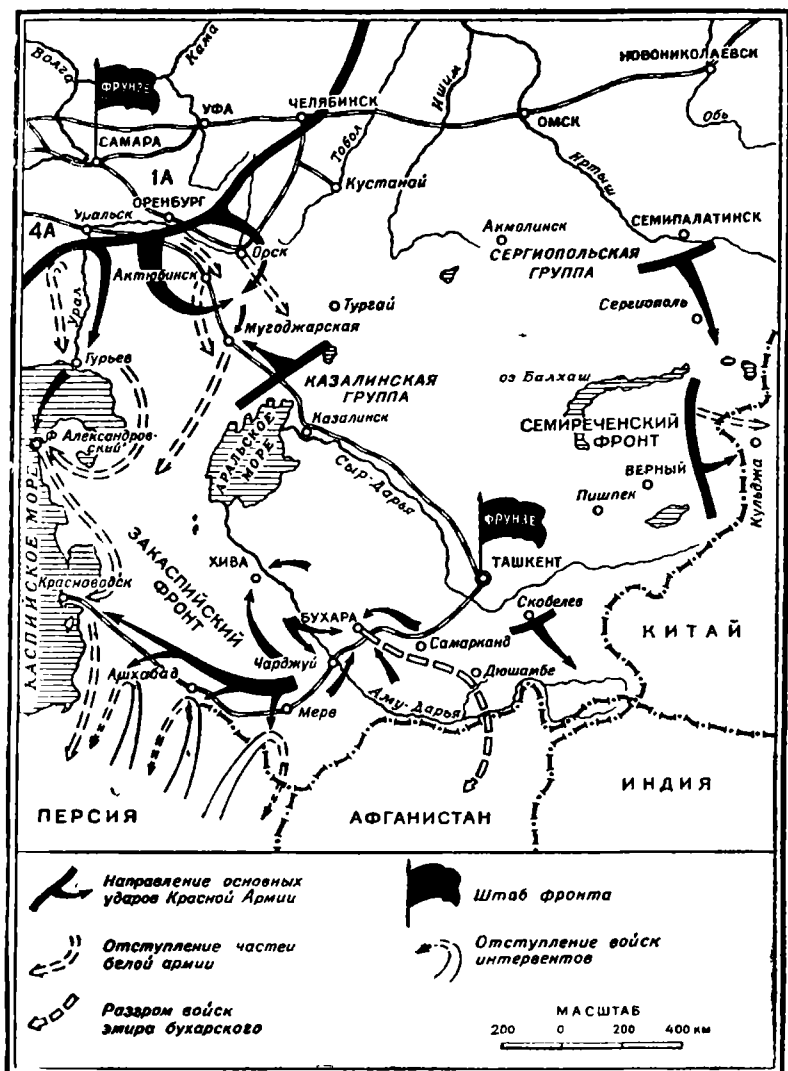 НОВОНИКОЛАЕВСК
Волга
Кама
ФРУНЗЕ
УФА
ЧЕЛЯБИНСК
Ишим
ОМСК
Обь
САМАРА
Тобол
Иртыш
1А
Кустанай
ОРЕНБУРГ
Уральск
4А
Орск
Акмолинск
СЕМИПАЛАТИНСК
СЕРГИОПОЛЬСКАЯ
ГРУППА
Актюбинск
Урал
Тургай
Сергиополь
Мугоджарская
Гурьев
КАЗАЛИНСКАЯ
ГРУППА
оз Балхаш
Казалинск
СЕМИРЕЧЕНСКИЙ
ФРОНТ
Ф Александров-
ский
АРАЛЬСКОЕ
МОРЕ
Сыр-Дарья
ВЕРНЫЙ
Пишпек
Кульджа
ФРУНЗЕ
КАСПИЙСКОЕ МОРЕ
ЗАКАСПИЙСКИЙ
ФРОНТ
ХИВА
ТАШКЕНТ
Красноводск
БУХАРА
Скобелев
КИТАЙ
Самарканд
Чарджуй
Ашхабад
Дюшамбе
Аму-Дарья
Мерв
ИНДИЯ
ПЕРСИЯ
АФГАНИСТАН
Направление основных
ударов Красной Армии
Штаб фронта
Отступление частей
белой армии
Отступление войск
интервентов
Разгром войск
эмира бухарского
МАСШТАБ
200 0 200 400 км